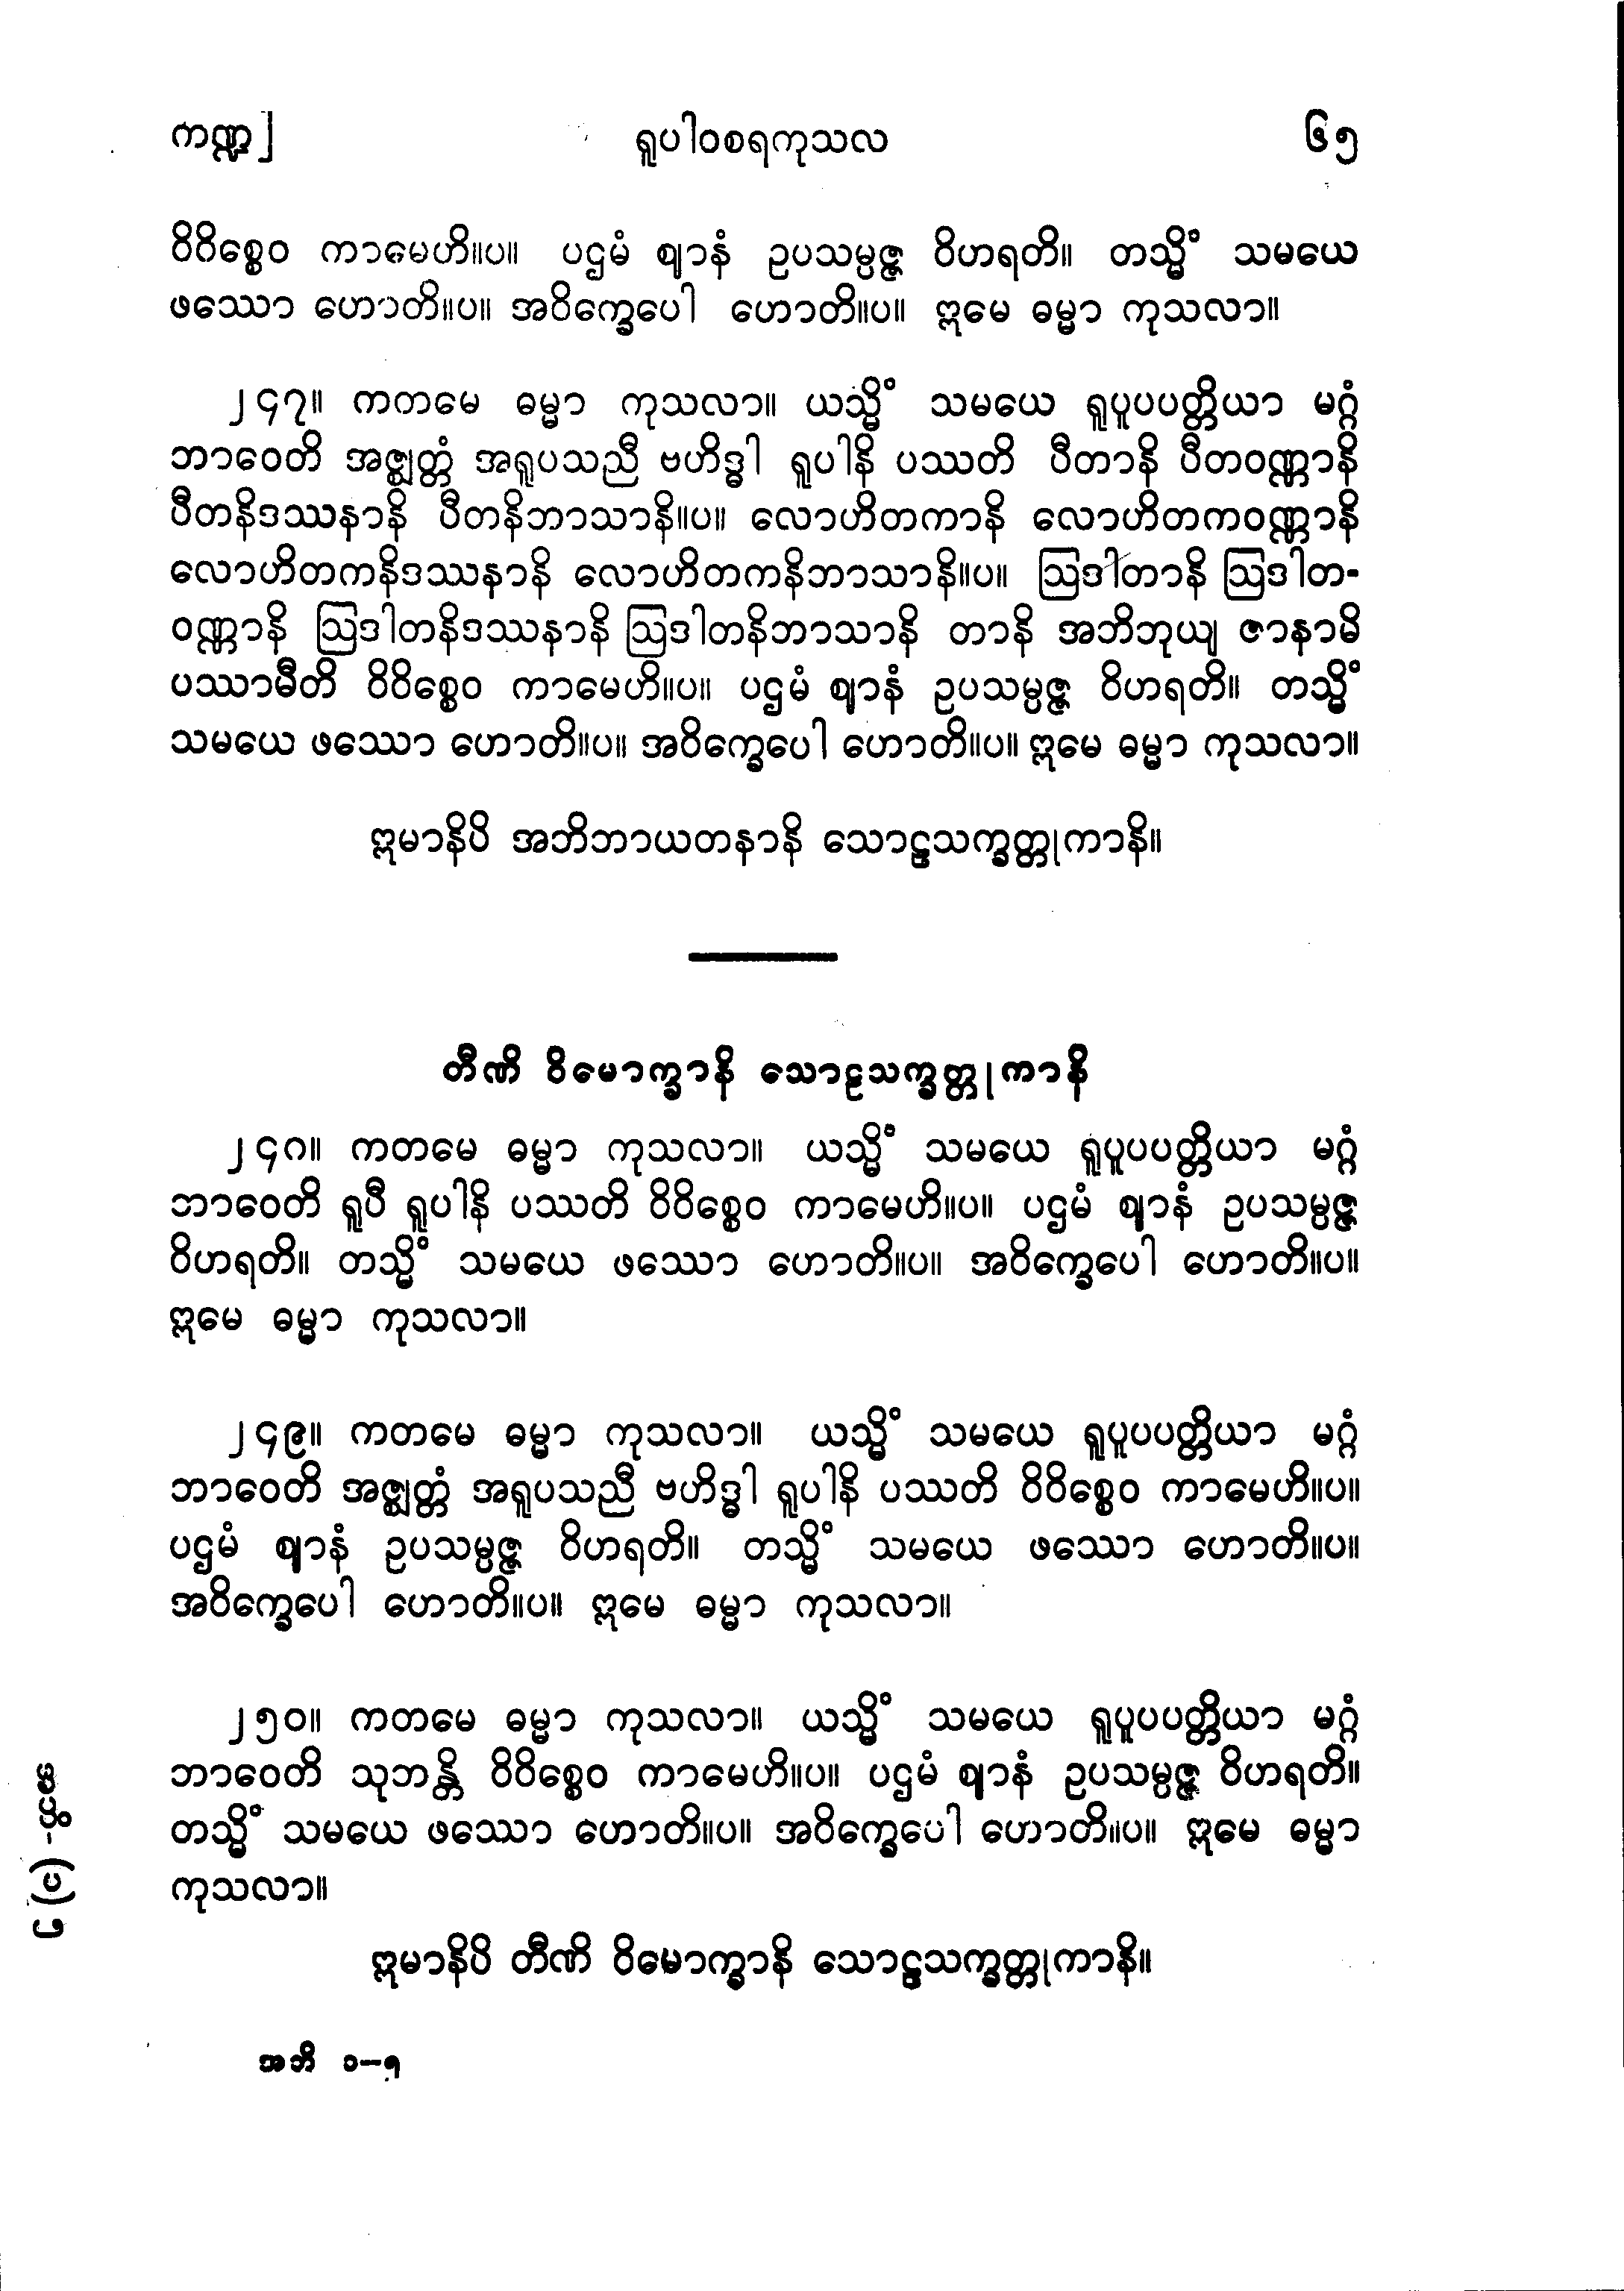 ကဏ္ဍ] ရူပါဝစရကုသလ ၆၅
ဝိဝိစ္စေဝ ကာမေဟိ။ပ။ ပဌမံ ဈာနံ ဥပသမ္ပဇ္ဇ ဝိဟရတိ။ တသ္မိံ သမယေ
ဖဿော ဟောတိ။ပ။ အဝိက္ခေပေါ ဟောတိ။ပ။ ဣမေ ဓမ္မာ ကုသလာ။
၂၄၇။ ကကမေ ဓမ္မာ ကုသလာ။ ယသ္မိံ သမယေ ရူပူပပတ္တိယာ မဂ္ဂံ
ဘာဝေတိ အဇ္ဈတ္တံ အရူပသညီ ဗဟိဒ္ဓါ ရူပါနိ ပဿတိ ပီတာနိ ပီတဝဏ္ဏာနိ
ပီတနိဒဿနာနိ ပီတနိဘာသာနိ။ပ။ လောဟိတကာနိ လောဟိတကဝဏ္ဏာနိ
လောဟိတကနိဒဿနာနိ လောဟိတကနိဘာသာနိ။ပ။ ဩဒါတာနိ ဩဒါတ-
ဝဏ္ဏာနိ ဩဒါတနိဒဿနာနိ ဩဒါတနိဘာသာနိ တာနိ အဘိဘုယျ ဇာနာမိ
ပဿာမီတိ ဝိဝိစ္စေဝ ကာမေဟိ။ပ။ ပဌမံ ဈာနံ ဥပသမ္ပဇ္ဇ ဝိဟရတိ။ တသ္မိံ
သမယေ ဖဿော ဟောတိ။ပ။ အဝိက္ခေပေါ ဟောတိ။ပ။ ဣမေ ဓမ္မာ ကုသလာ။
ဣမာနိပိ အဘိဘာယတနာနိ သောဠသက္ခတ္တုကာနိ။
တီဏိ ဝိမောက္ခာနိ သောဠသက္ခတ္တုကာနိ
၂၄၈။ ကတမေ ဓမ္မာ ကုသလာ။ ယသ္မိံ သမယေ ရူပူပပတ္တိယာ မဂ္ဂံ
ဘာဝေတိ ရူပီ ရူပါနိ ပဿတိ ဝိဝိစ္စေဝ ကာမေဟိ။ပ။ ပဌမံ ဈာနံ ဥပသမ္ပဇ္ဇ
ဝိဟရတိ။ တသ္မိံ သမယေ ဖဿော ဟောတိ။ပ။ အဝိက္ခေပေါ ဟောတိ။ပ။
ဣမေ ဓမ္မာ ကုသလာ။
၂၄၉။ ကတမေ ဓမ္မာ ကုသလာ။ ယသ္မိံ သမယေ ရူပူပပတ္တိယာ မဂ္ဂံ
ဘာဝေတိ အဇ္ဈတ္တံ အရူပသညီ ဗဟိဒ္ဓါ ရူပါနိ ပဿတိ ဝိဝိစ္စေဝ ကာမေဟိ။ပ။
ပဌမံ ဈာနံ ဥပသမ္ပဇ္ဇ ဝိဟရတိ။ တသ္မိံ သမယေ ဖဿော ဟောတိ။ပ။
အဝိက္ခေပေါ ဟောတိ။ပ။ ဣမေ ဓမ္မာ ကုသလာ။
၂၅၀။ ကတမေ ဓမ္မာ ကုသလာ။ ယသ္မိံ သမယေ ရူပူပပတ္တိယာ မဂ္ဂံ
ဘာဝေတိ သုဘန္တိ ဝိဝိစ္စေဝ ကာမေဟိ။ပ။ ပဌမံ ဈာနံ ဥပသမ္ပဇ္ဇ ဝိဟရတိ။
တသ္မိံ သမယေ ဖဿော ဟောတိ။ပ။ အဝိက္ခေပေါ ဟောတိ။ပ။ ဣမေ ဓမ္မာ
ကုသလာ။
ဣမာနိပိ တီဏိ ဝိမောက္ခာနိ သောဠသက္ခတ္တုကာနိ။
အဘိ ၁—၅